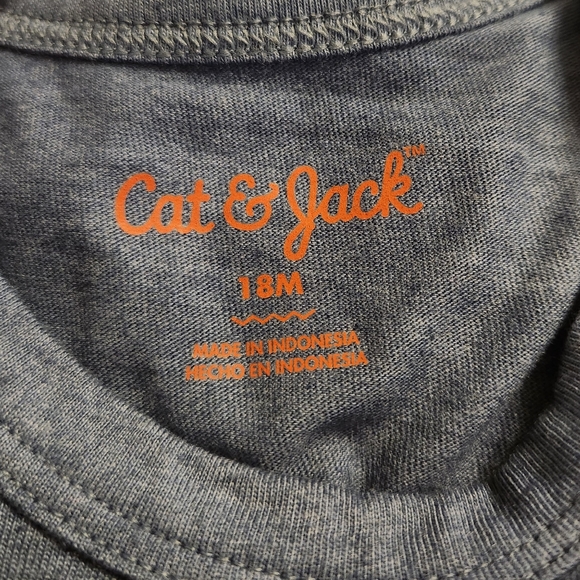 Cat & Jack™
18M
MADE IN INDONESIA
HECHO EN INDONESIA